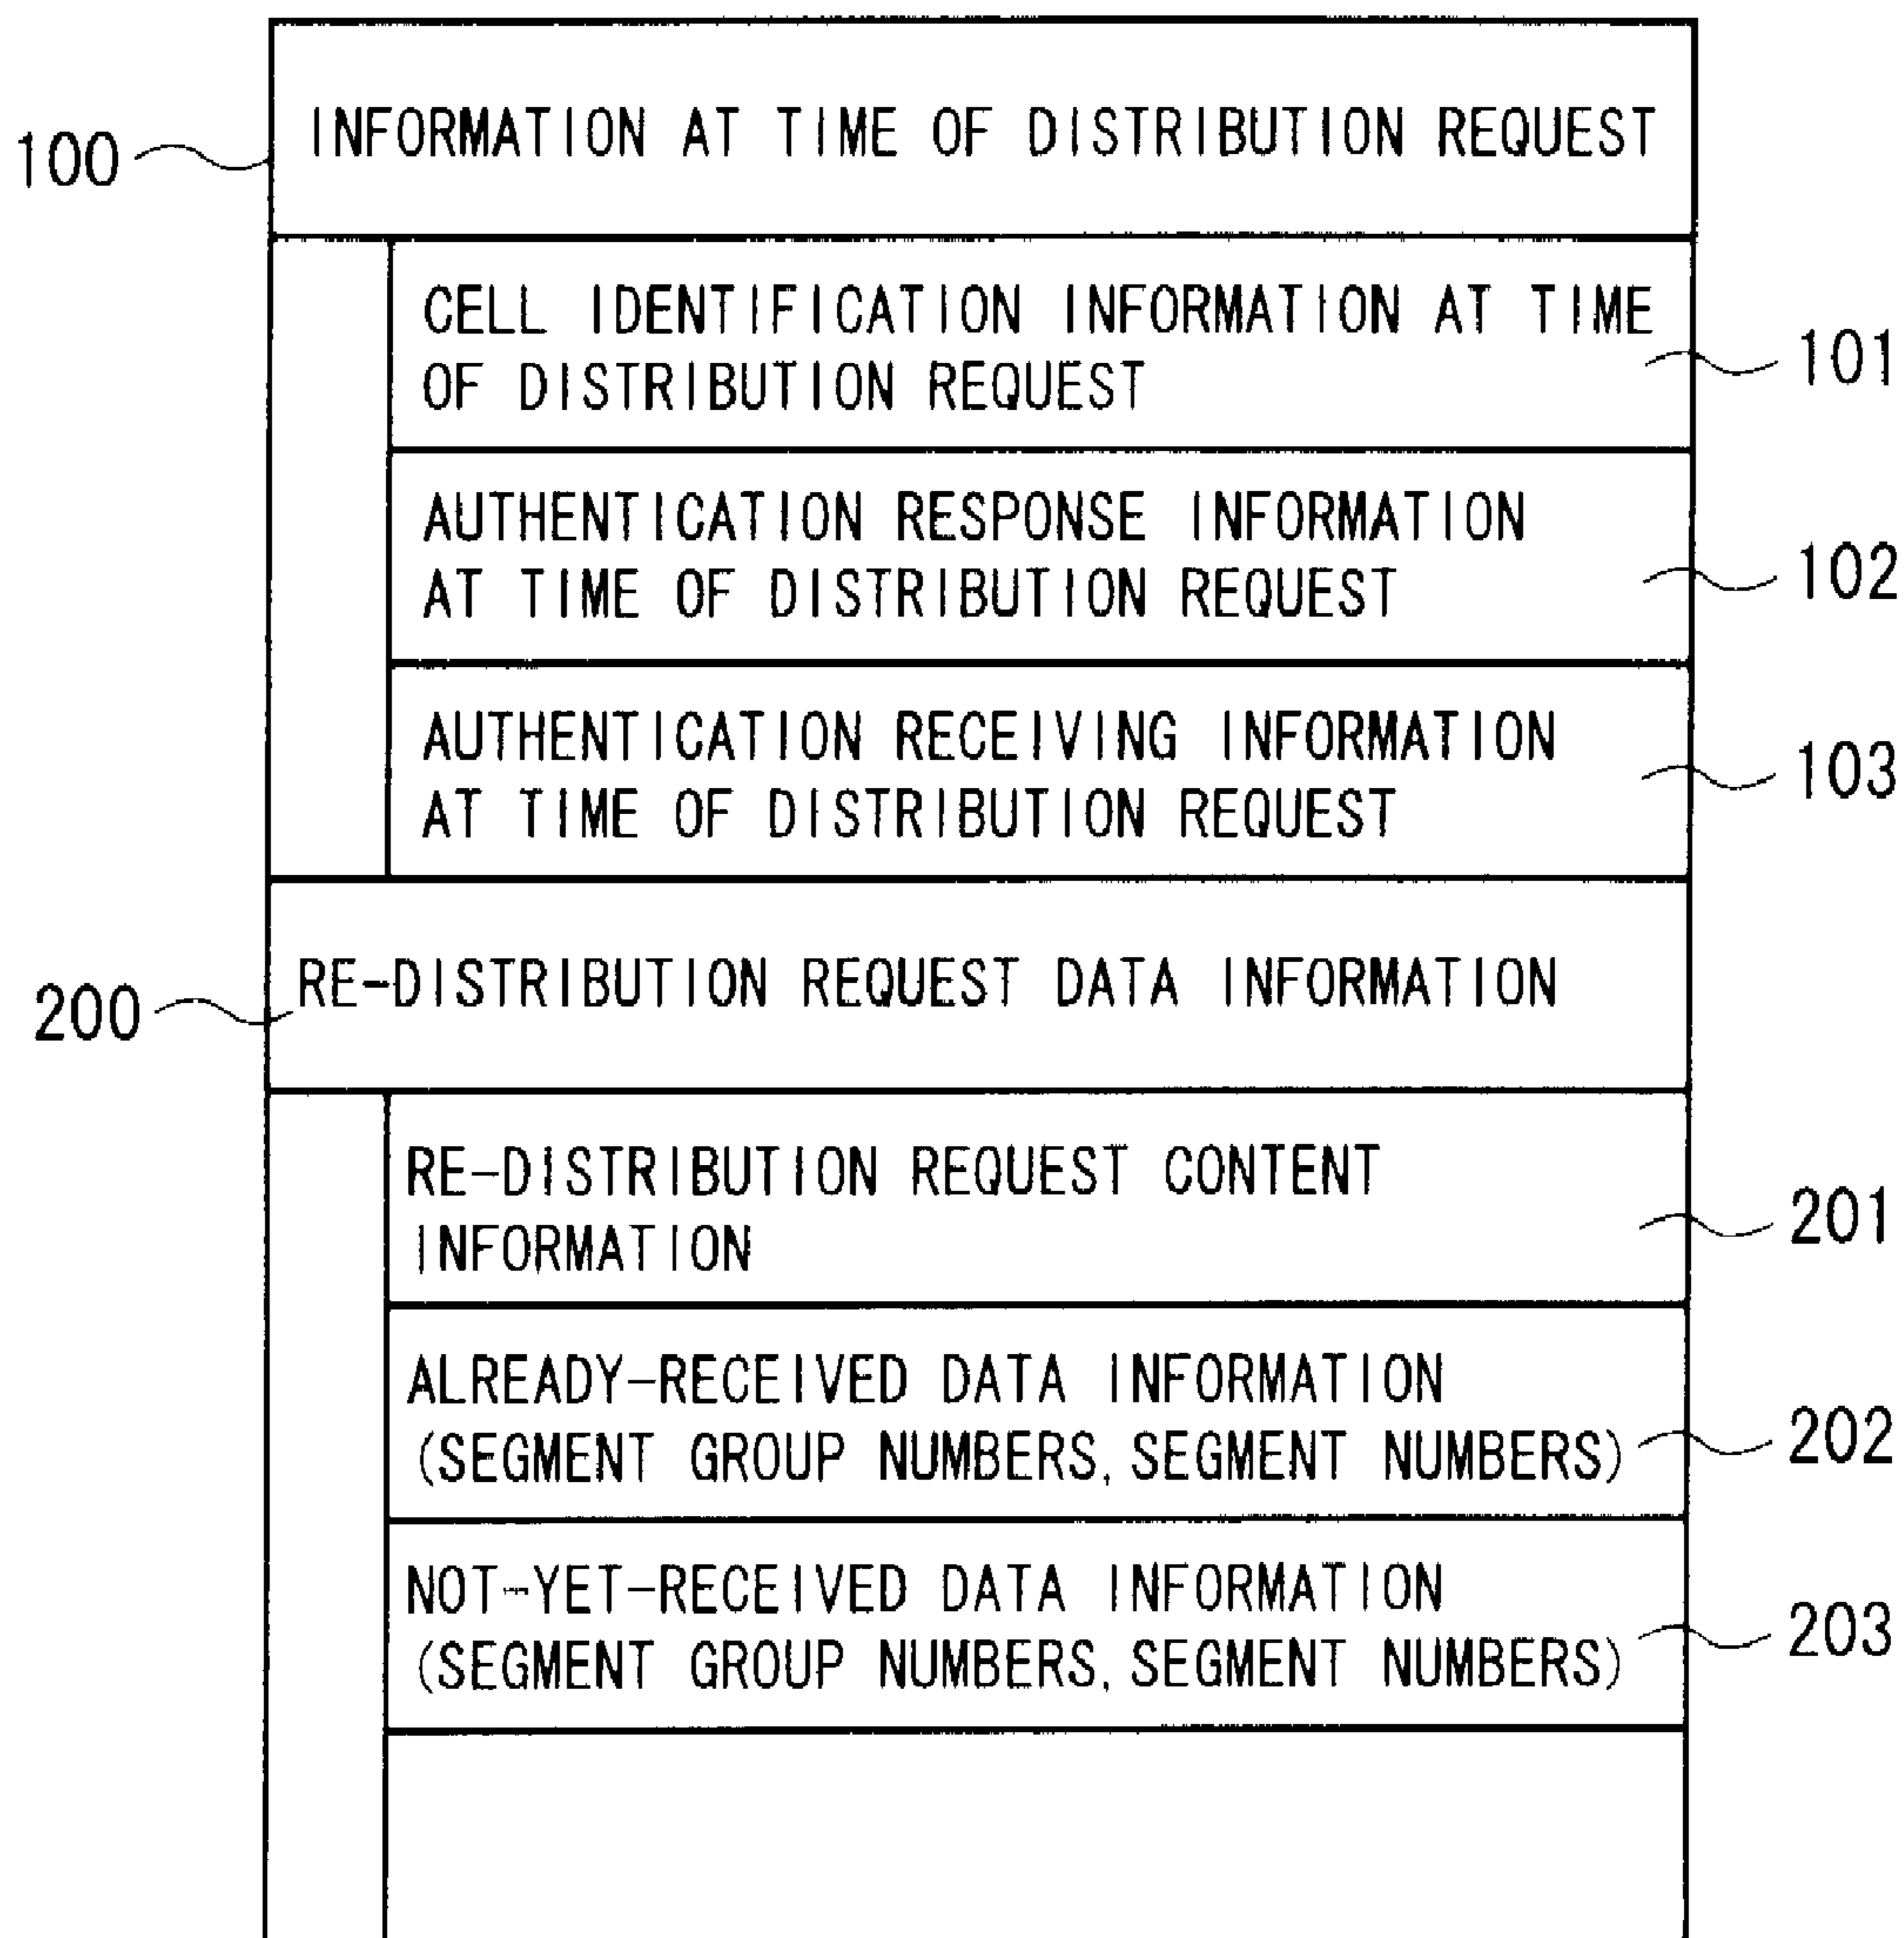 100
INFORMATION AT TIME OF DISTRIBUTION REQUEST
CELL IDENTIFICATION INFORMATION AT TIME
OF DISTRIBUTION REQUEST
101
AUTHENTICATION RESPONSE INFORMATION
AT TIME OF DISTRIBUTION REQUEST
102
AUTHENTICATION RECEIVING INFORMATION
AT TIME OF DISTRIBUTION REQUEST
103
200
RE-DISTRIBUTION REQUEST DATA INFORMATION
RE-DISTRIBUTION REQUEST CONTENT
INFORMATION
201
ALREADY-RECEIVED DATA INFORMATION
(SEGMENT GROUP NUMBERS, SEGMENT NUMBERS)
202
NOT-YET-RECEIVED DATA INFORMATION
(SEGMENT GROUP NUMBERS, SEGMENT NUMBERS)
203